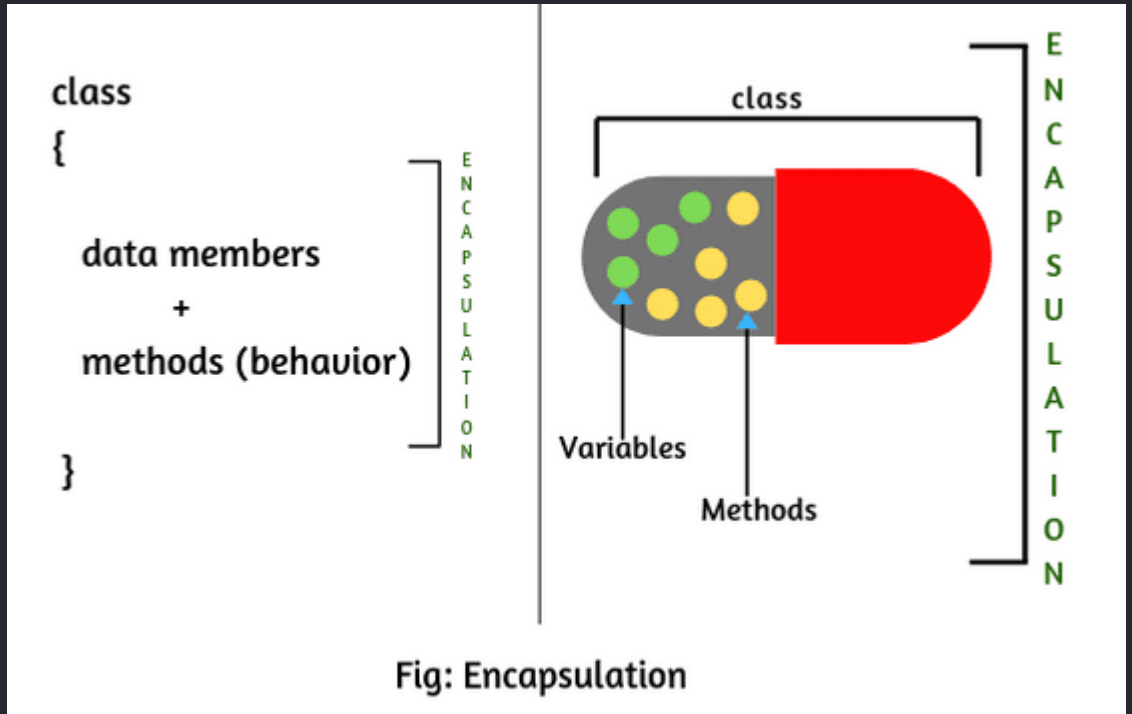 class
{
data members
+
methods (behavior)
}
ENCAPSULATION
class
Variables
Methods
ENCAPSULATION
Fig: Encapsulation